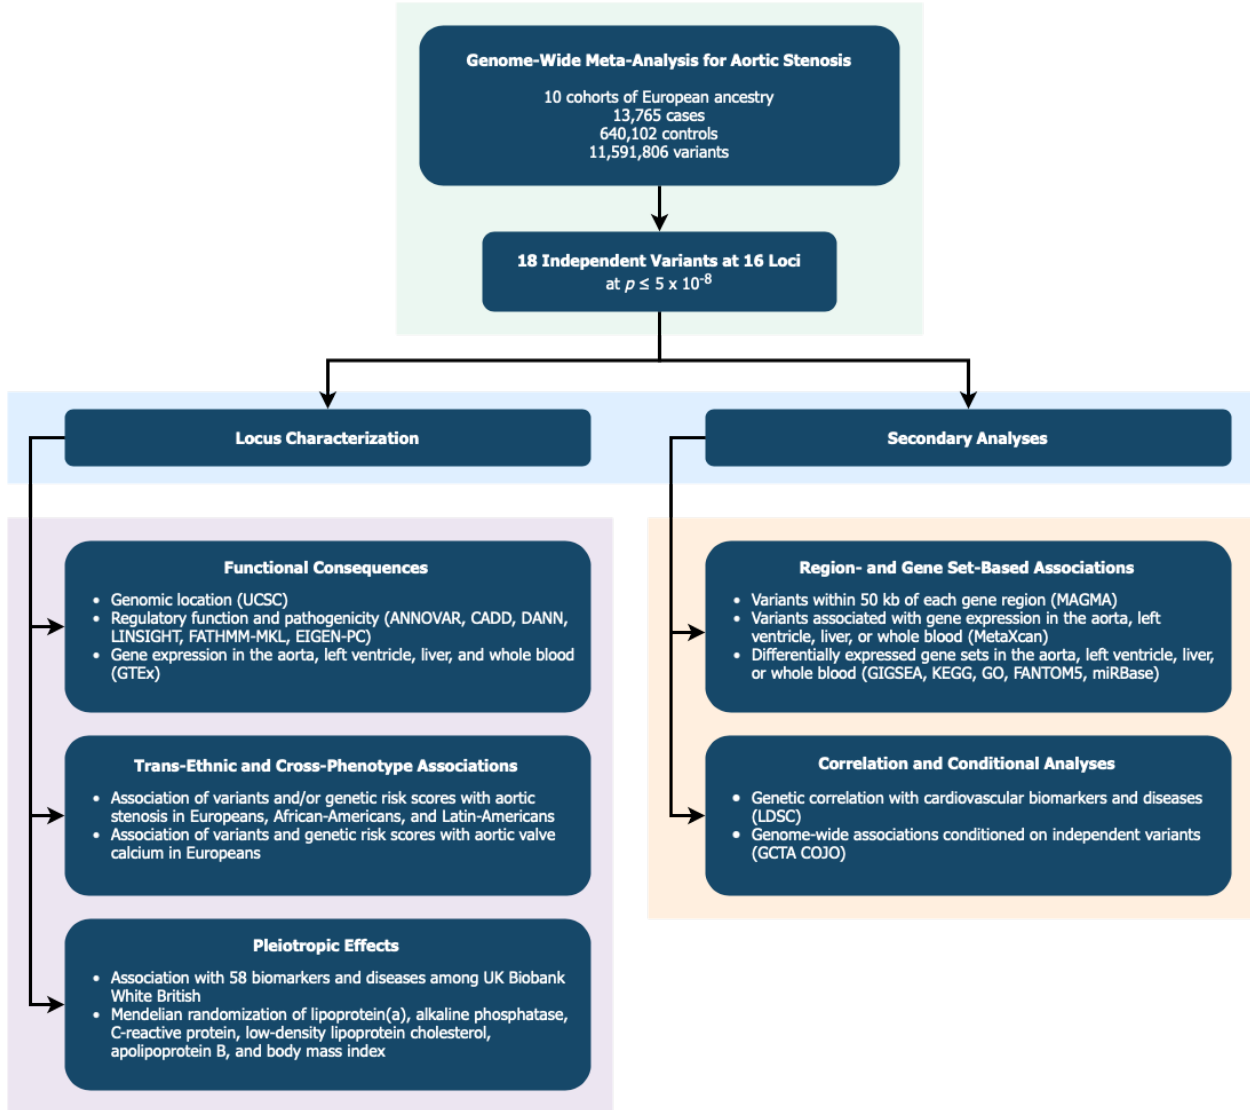 Genome-Wide Meta-Analysis for Aortic Stenosis
10 cohorts of European ancestry
13,765 cases
640,102 controls
11,591,806 variants
18 Independent Variants at 16 Loci
at p ≤ 5 x 10-8
Locus Characterization
Functional Consequences
• Genomic location (UCSC)
• Regulatory function and pathogenicity (ANNOVAR, CADD, DANN,
LINSIGHT, FATHMM-MKL, EIGEN-PC)
• Gene expression in the aorta, left ventricle, liver, and whole blood
(GTEx)
Trans-Ethnic and Cross-Phenotype Associations
• Association of variants and/or genetic risk scores with aortic
stenosis in Europeans, African-Americans, and Latin-Americans
• Association of variants and genetic risk scores with aortic valve
calcium in Europeans
Pleiotropic Effects
• Association with 58 biomarkers and diseases among UK Biobank
White British
• Mendelian randomization of lipoprotein(a), alkaline phosphatase,
C-reactive protein, low-density lipoprotein cholesterol,
apolipoprotein B, and body mass index
Secondary Analyses
Region- and Gene Set-Based Associations
• Variants within 50 kb of each gene region (MAGMA)
• Variants associated with gene expression in the aorta, left
ventricle, liver, or whole blood (MetaXcan)
• Differentially expressed gene sets in the aorta, left ventricle, liver,
or whole blood (GIGSEA, KEGG, GO, FANTOM5, miRBase)
Correlation and Conditional Analyses
• Genetic correlation with cardiovascular biomarkers and diseases
(LDSC)
• Genome-wide associations conditioned on independent variants
(GCTA COJO)